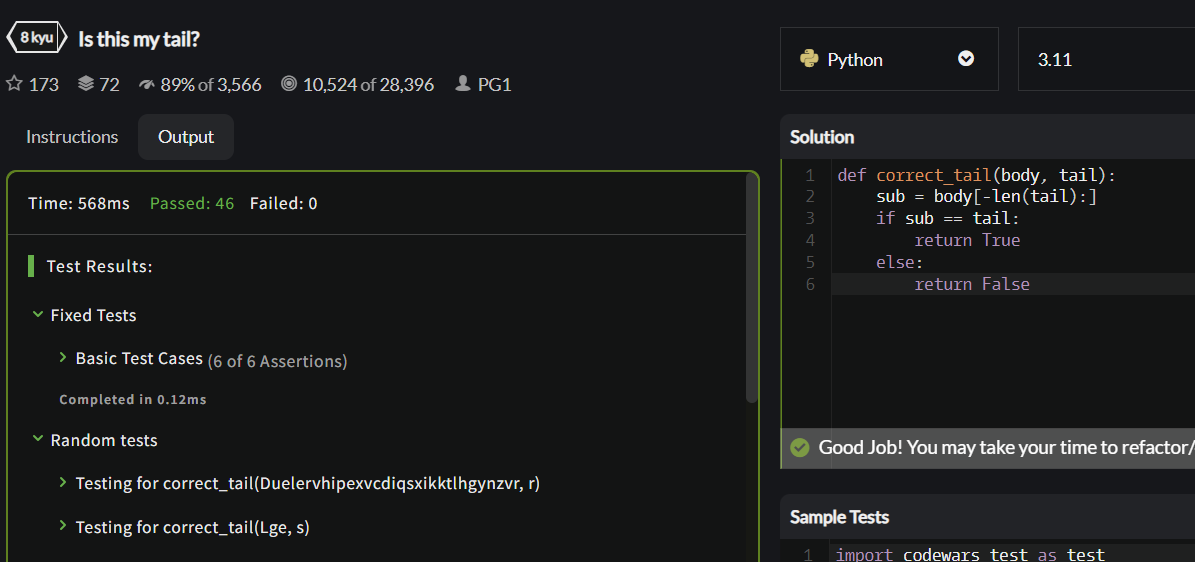 8 kyu Is this my tail?
173 72 89% of 3,566 10,524 of 28,396 PG1
Instructions Output
Time: 568ms Passed: 46 Failed: 0
Test Results:
Fixed Tests
Basic Test Cases (6 of 6 Assertions)
Completed in 0.12ms
Random tests
Testing for correct_tail(Duelervhipexvcdiqsxikktlhgynzvr, r)
Testing for correct_tail(Lge, s)
Python 3.11
Solution
1 def correct_tail(body, tail):
2 sub = body[-len(tail):]
3 if sub == tail:
4 return True
5 else:
6 return False
Good Job! You may take your time to refactor/
Sample Tests
1 import codewars_test as test